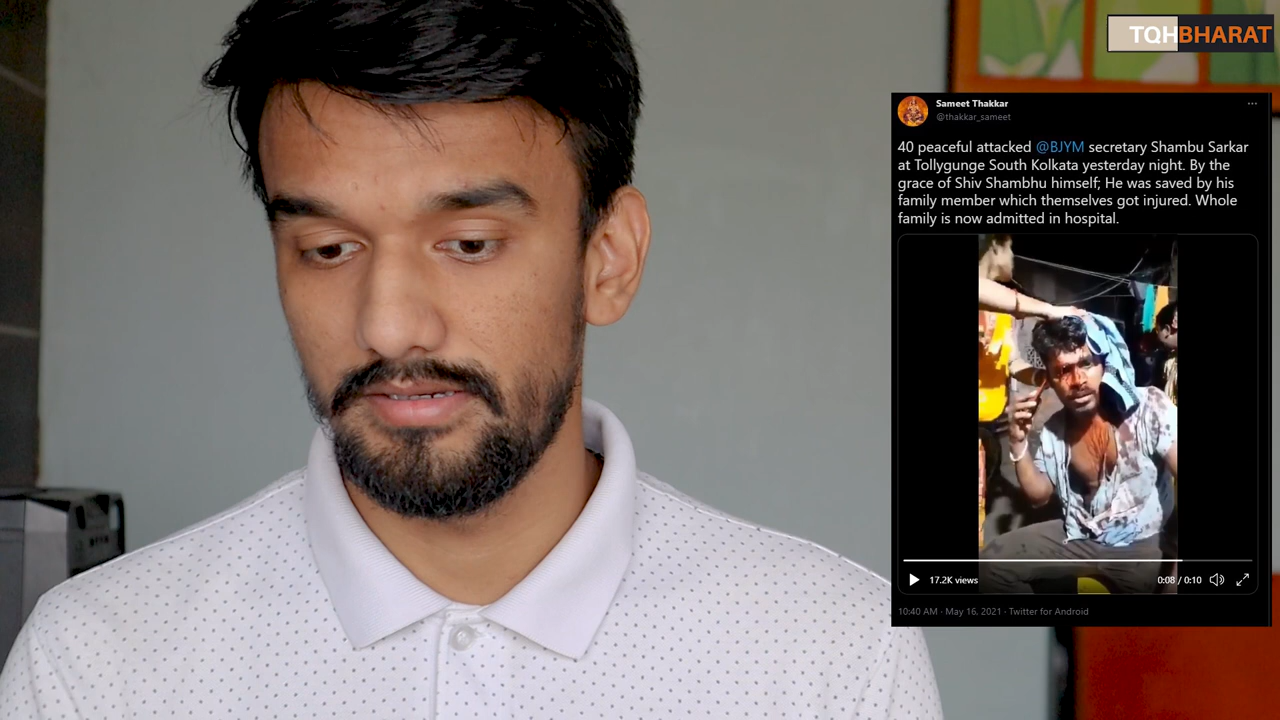 TQHBHARAT
Sameet Thakkar
@thakkar_sameet
40 peaceful attacked @BJYM secretary Shambu Sarkar
at Tollygunge South Kolkata yesterday night. By the
grace of Shiv Shambhu himself; He was saved by his
family member which themselves got injured. Whole
family is now admitted in hospital.
17.2K views
0:08 / 0:10
10:40 AM · May 16, 2021 · Twitter for Android